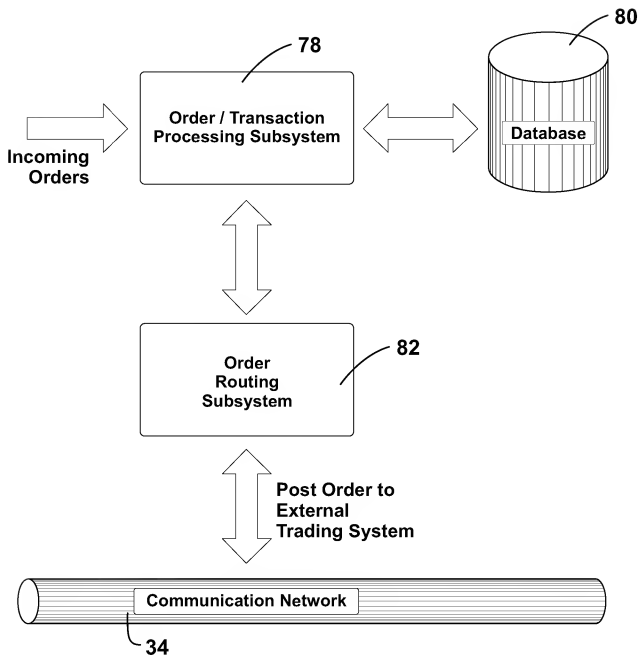 80
78
Order / Transaction
Processing Subsystem
Database
Incoming
Orders
82
Order
Routing
Subsystem
Post Order to
External
Trading System
Communication Network
34